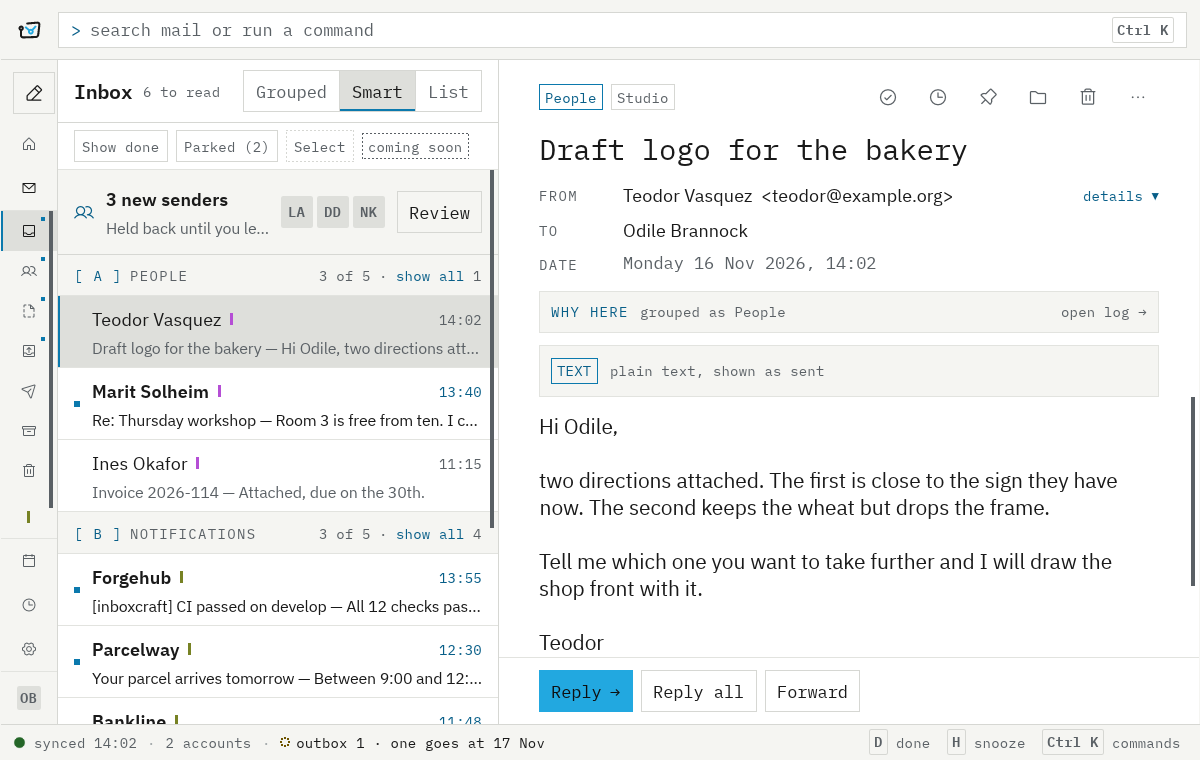 > search mail or run a command Ctrl K
Inbox 6 to read Grouped Smart List
Show done Parked (2) Select coming soon
3 new senders
Held back until you le... LA DD NK Review
[ A ] PEOPLE 3 of 5 · show all 1
Teodor Vasquez 14:02
Draft logo for the bakery — Hi Odile, two directions att...
Marit Solheim 13:40
Re: Thursday workshop — Room 3 is free from ten. I c...
Ines Okafor 11:15
Invoice 2026-114 — Attached, due on the 30th.
[ B ] NOTIFICATIONS 3 of 5 · show all 4
Forgehub 13:55
[inboxcraft] CI passed on develop — All 12 checks pas...
Parcelway 12:30
Your parcel arrives tomorrow — Between 9:00 and 12:...
Bankline 11:48
OB
People Studio ...
Draft logo for the bakery
FROM Teodor Vasquez <teodor@example.org> details ▼
TO Odile Brannock
DATE Monday 16 Nov 2026, 14:02
WHY HERE grouped as People open log →
TEXT plain text, shown as sent
Hi Odile,
two directions attached. The first is close to the sign they have
now. The second keeps the wheat but drops the frame.
Tell me which one you want to take further and I will draw the
shop front with it.
Teodor
Reply → Reply all Forward
synced 14:02 · 2 accounts · outbox 1 · one goes at 17 Nov D done H snooze Ctrl K commands